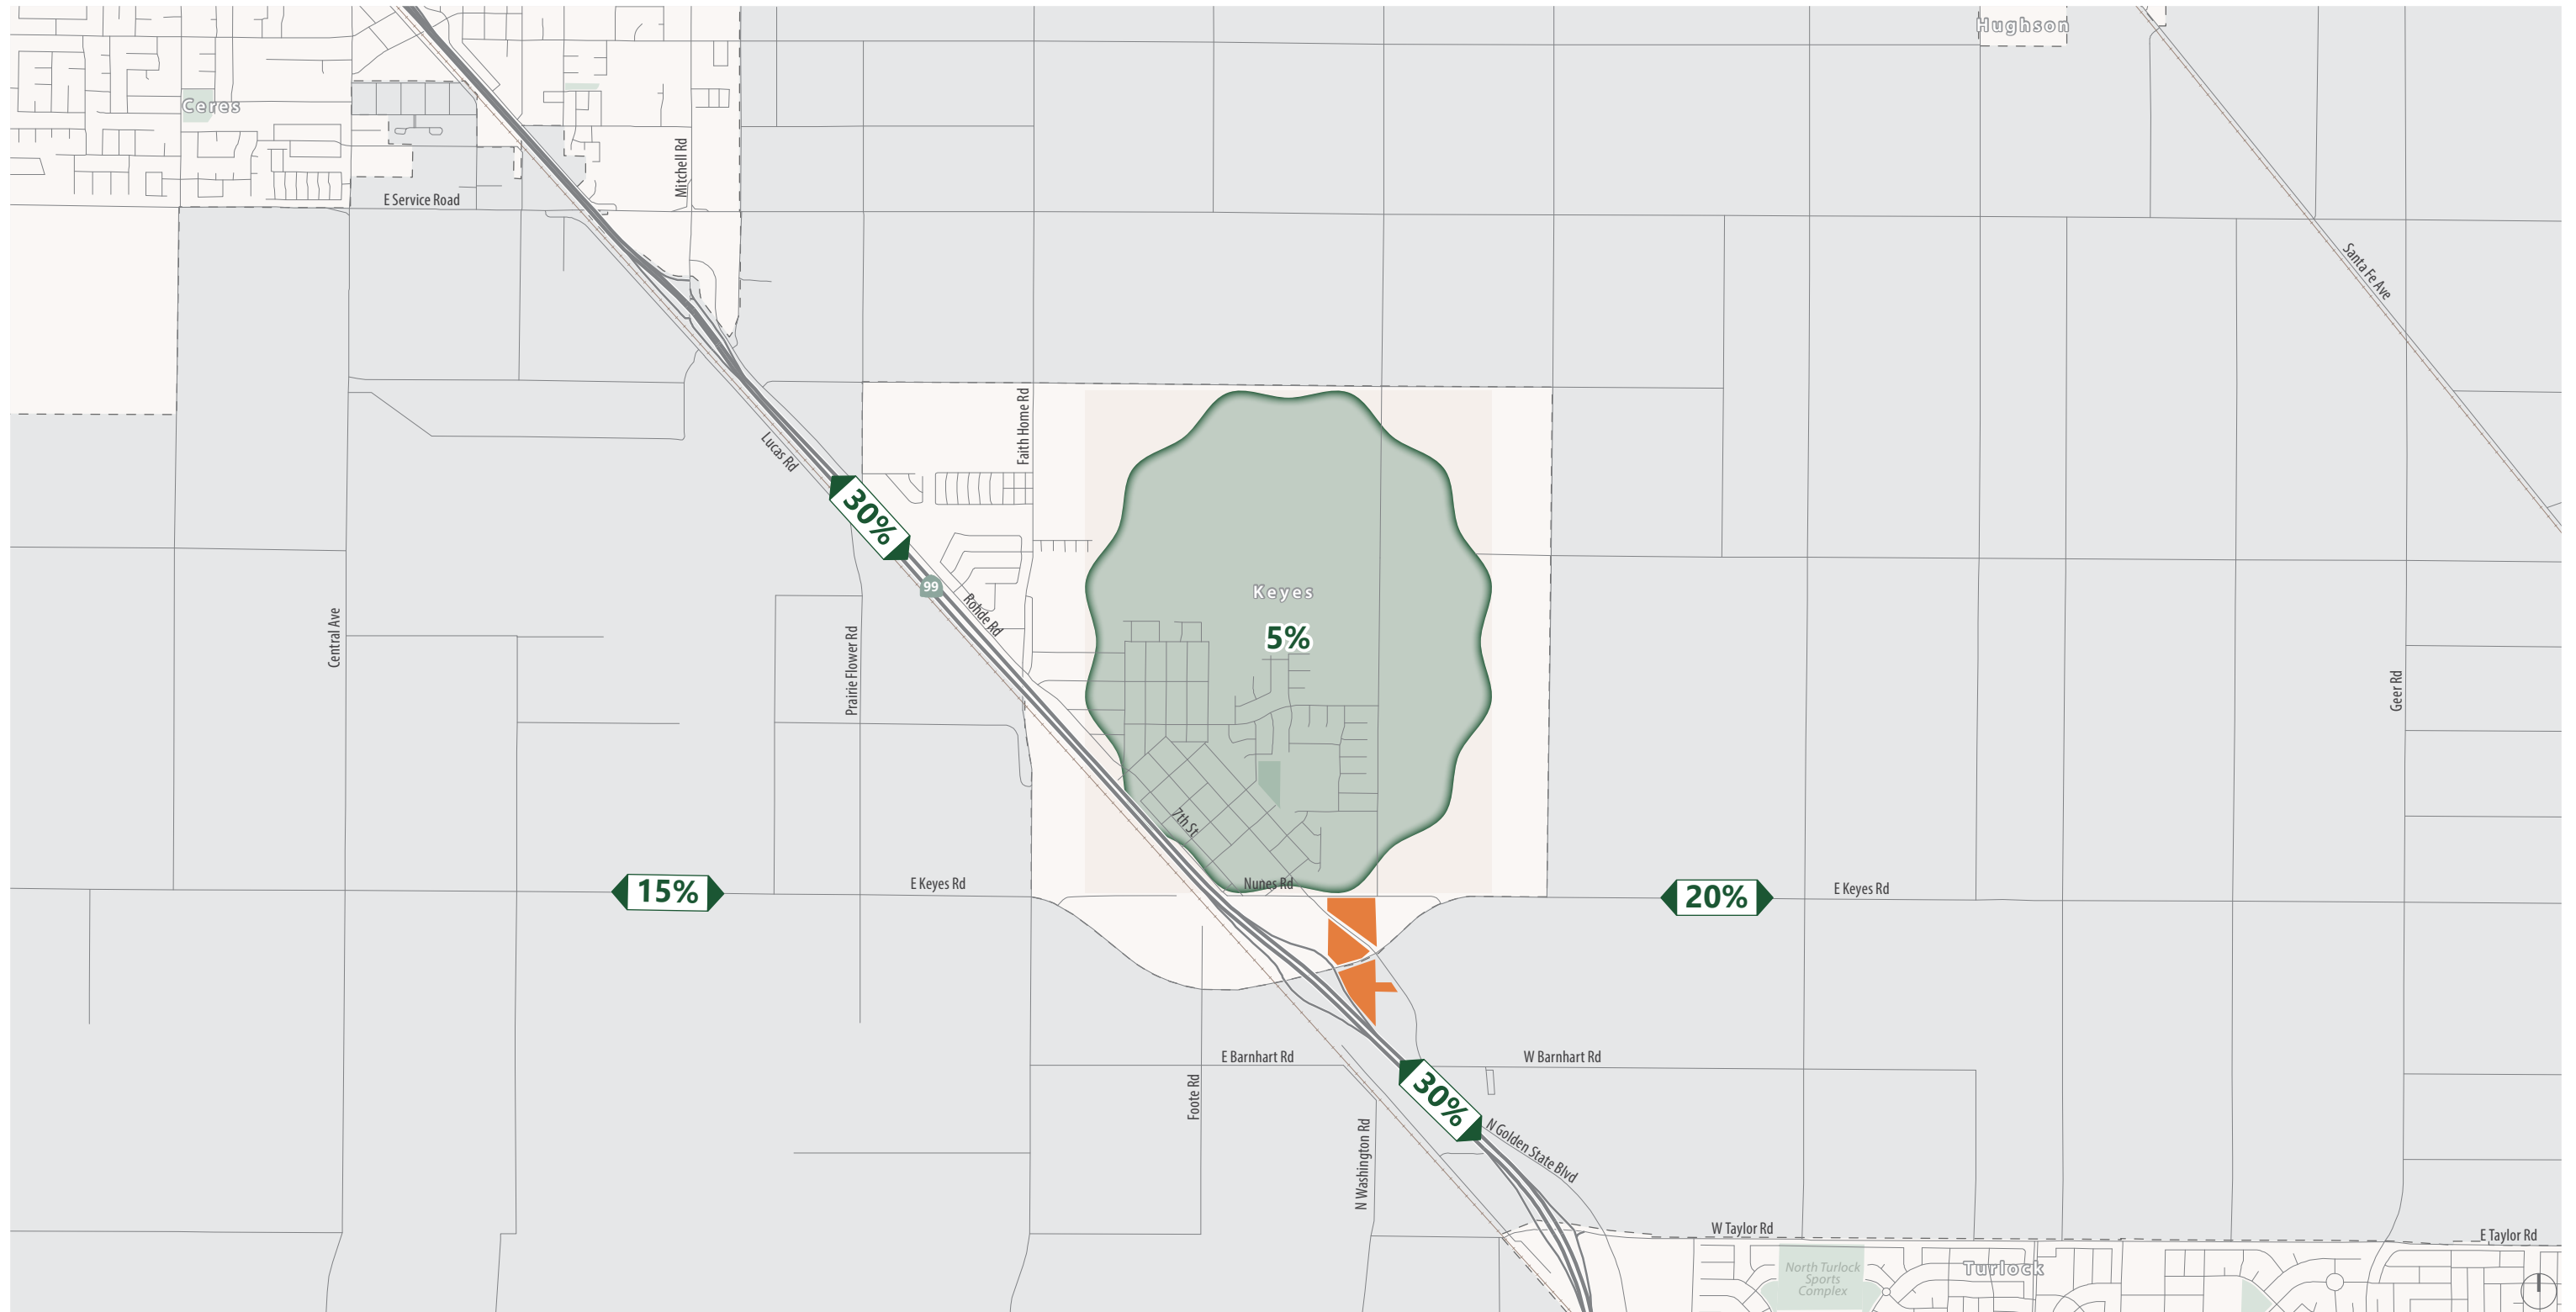 Hughson
Ceres
Mitchell Rd
E Service Road
Santa Fe Ave
Faith Home Rd
Lucas Rd
30%
99
Keyes
Rohde Rd
5%
Central Ave
Prairie Flower Rd
Geer Rd
7th St
15%
E Keyes Rd
Nunes Rd
20%
E Keyes Rd
E Barnhart Rd
W Barnhart Rd
Foote Rd
30%
N Washington Rd
N Golden State Blvd
W Taylor Rd
E Taylor Rd
North Turlock
Sports
Complex
Turlock